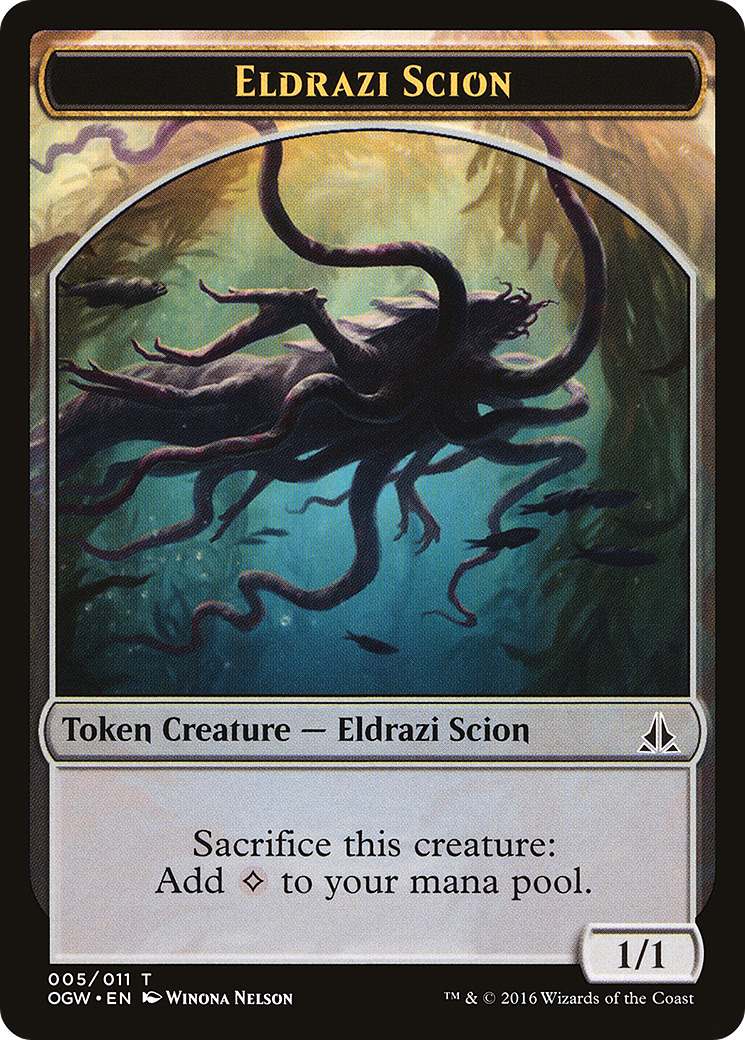 Eldrazi Scion
Token Creature — Eldrazi Scion
Sacrifice this creature:
Add ◇ to your mana pool.
1/1
005/011 T
OGW • EN Winona Nelson
™ & © 2016 Wizards of the Coast